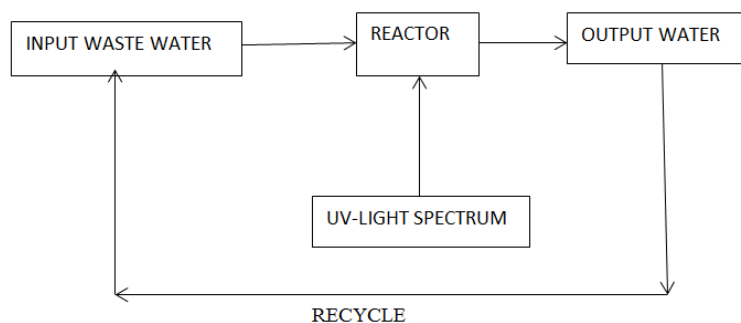 INPUT WASTE WATER
REACTOR
OUTPUT WATER
UV-LIGHT SPECTRUM
RECYCLE